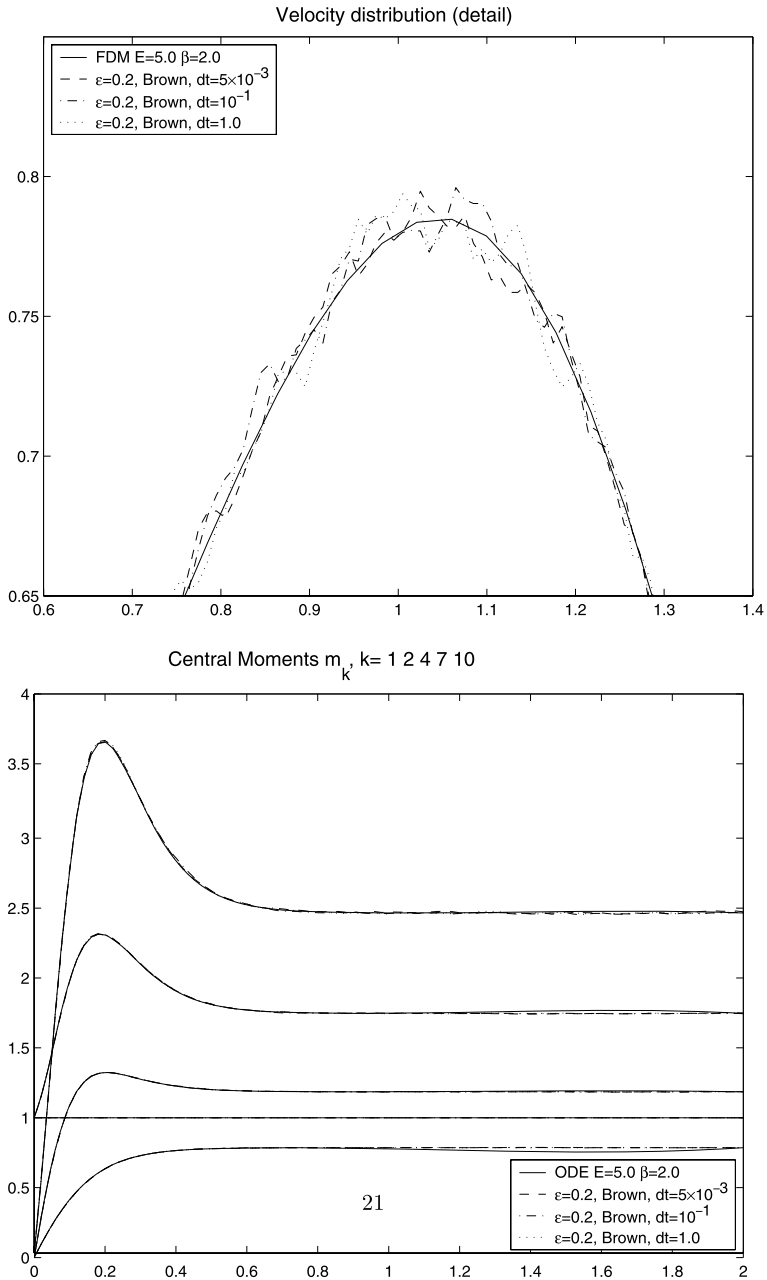 Velocity distribution (detail)
FDM E=5.0 β=2.0
ε=0.2, Brown, dt=5×10⁻³
ε=0.2, Brown, dt=10⁻¹
ε=0.2, Brown, dt=1.0
0.8
0.75
0.7
0.65
0.6 0.7 0.8 0.9 1 1.1 1.2 1.3 1.4
Central Moments mₖ, k= 1 2 4 7 10
4
3.5
3
2.5
2
1.5
1
0.5
0
ODE E=5.0 β=2.0
ε=0.2, Brown, dt=5×10⁻³
ε=0.2, Brown, dt=10⁻¹
ε=0.2, Brown, dt=1.0
21
0 0.2 0.4 0.6 0.8 1 1.2 1.4 1.6 1.8 2